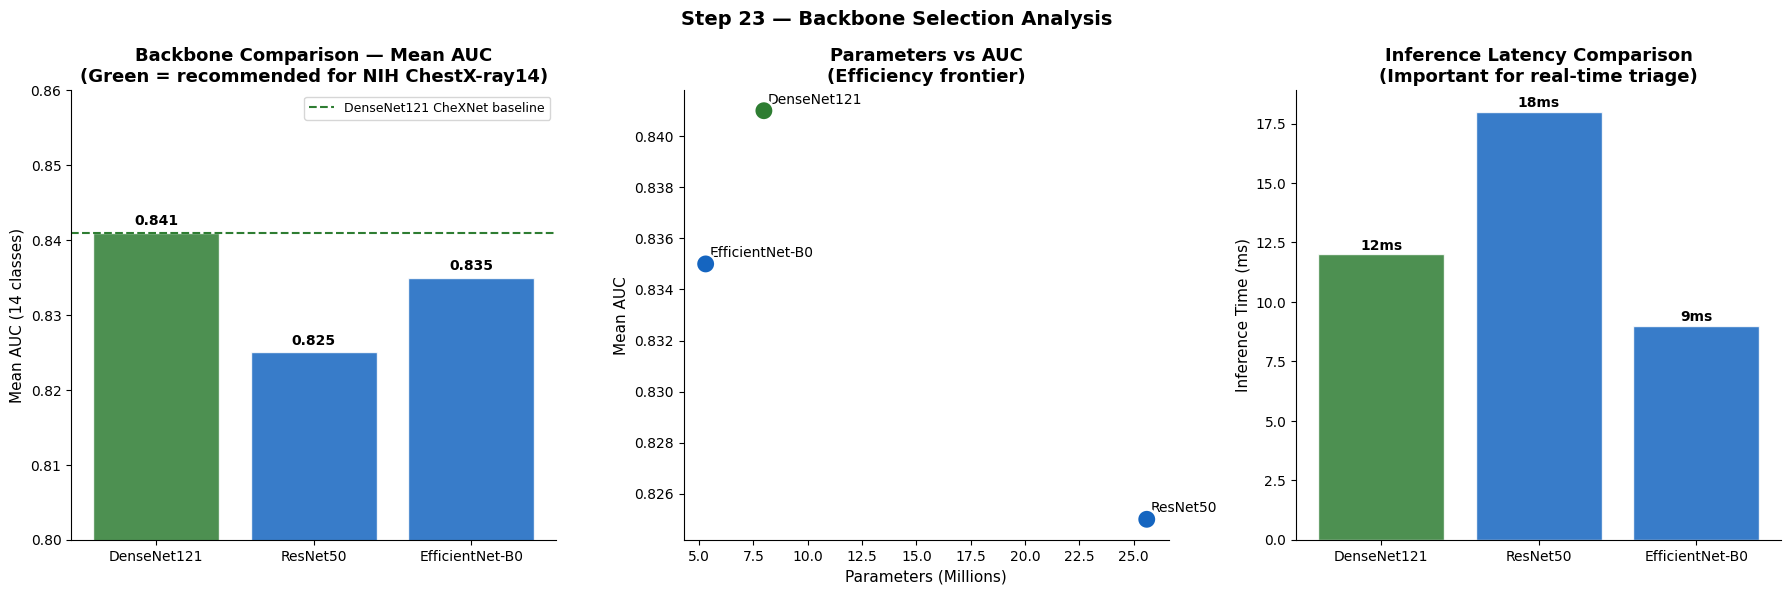 Step 23 — Backbone Selection Analysis
Backbone Comparison — Mean AUC
(Green = recommended for NIH ChestX-ray14)
Mean AUC (14 classes)
0.86
0.85
0.84
0.83
0.82
0.81
0.80
DenseNet121 CheXNet baseline
0.841
0.825
0.835
DenseNet121
ResNet50
EfficientNet-B0
Parameters vs AUC
(Efficiency frontier)
Mean AUC
0.840
0.838
0.836
0.834
0.832
0.830
0.828
0.826
DenseNet121
EfficientNet-B0
ResNet50
5.0
7.5
10.0
12.5
15.0
17.5
20.0
22.5
25.0
Parameters (Millions)
Inference Latency Comparison
(Important for real-time triage)
Inference Time (ms)
17.5
15.0
12.5
10.0
7.5
5.0
2.5
0.0
12ms
18ms
9ms
DenseNet121
ResNet50
EfficientNet-B0